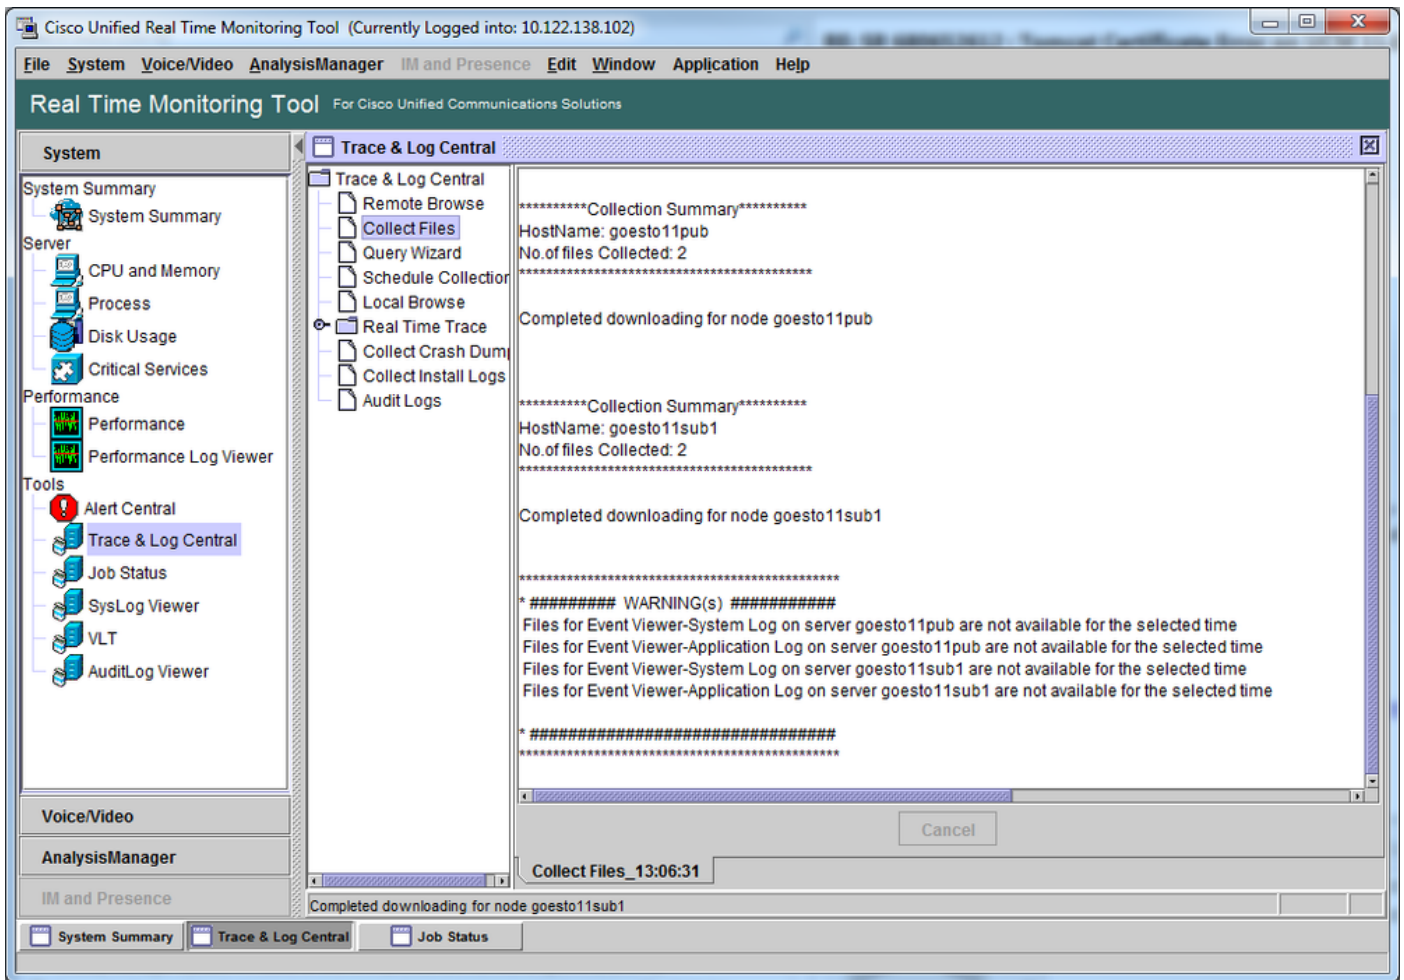 Cisco Unified Real Time Monitoring Tool (Currently Logged into: 10.122.138.102)
File System Voice/Video AnalysisManager IM and Presence Edit Window Application Help
Real Time Monitoring Tool For Cisco Unified Communications Solutions
System
System Summary
System Summary
Server
CPU and Memory
Process
Disk Usage
Critical Services
Performance
Performance
Performance Log Viewer
Tools
Alert Central
Trace & Log Central
Job Status
SysLog Viewer
VLT
AuditLog Viewer
Voice/Video
AnalysisManager
IM and Presence
Trace & Log Central
Trace & Log Central
Remote Browse
Collect Files
Query Wizard
Schedule Collection
Local Browse
Real Time Trace
Collect Crash Dump
Collect Install Logs
Audit Logs
**********Collection Summary**********
HostName: goesto11pub
No.of files Collected: 2
*******************************************
Completed downloading for node goesto11pub
**********Collection Summary**********
HostName: goesto11sub1
No.of files Collected: 2
*******************************************
Completed downloading for node goesto11sub1
***********************************************
* ######### WARNING(s) ###########
Files for Event Viewer-System Log on server goesto11pub are not available for the selected time
Files for Event Viewer-Application Log on server goesto11pub are not available for the selected time
Files for Event Viewer-System Log on server goesto11sub1 are not available for the selected time
Files for Event Viewer-Application Log on server goesto11sub1 are not available for the selected time
* ################################
***********************************************
Cancel
Collect Files_13:06:31
Completed downloading for node goesto11sub1
System Summary Trace & Log Central Job Status